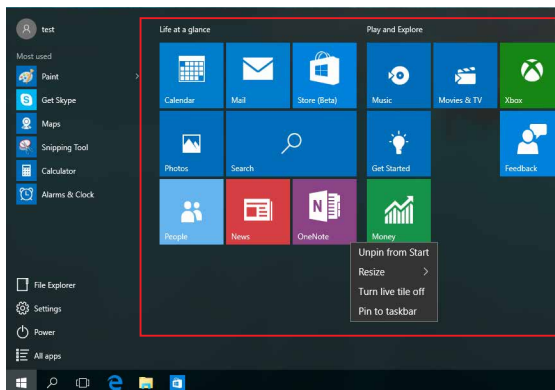 test
Most used
Paint
Get Skype
Maps
Snipping Tool
Calculator
Alarms & Clock
File Explorer
Settings
Power
All apps
Life at a glance
Calendar
Mail
Store (Beta)
Photos
Search
People
News
OneNote
Play and Explore
Music
Movies & TV
Xbox
Get Started
Feedback
Money
Unpin from Start
Resize
Turn live tile off
Pin to taskbar